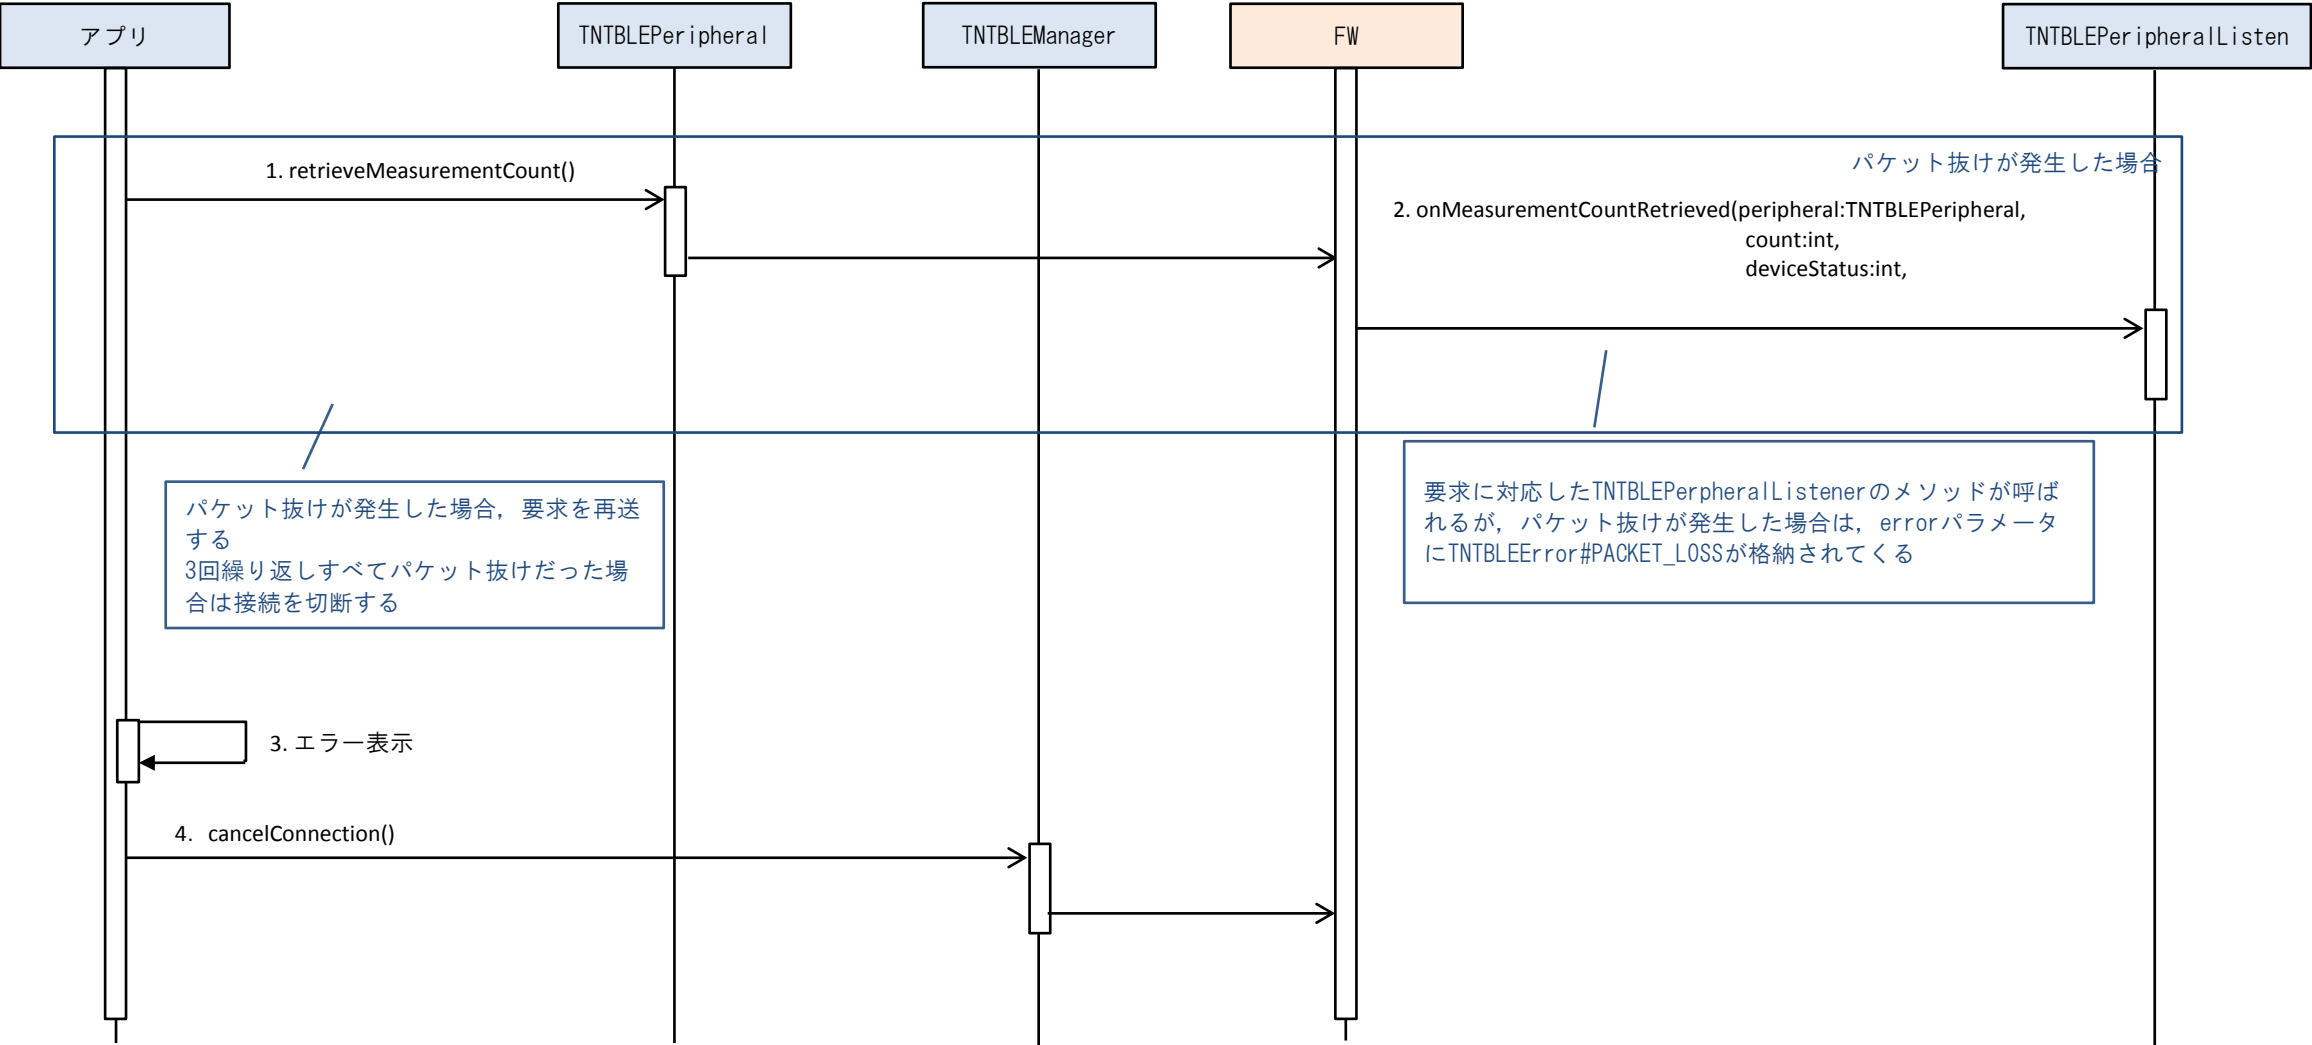 アプリ
TNTBLEPeripheral
TNTBLEManager
FW
TNTBLEPeripheralListen
パケット抜けが発生した場合
1. retrieveMeasurementCount()
2. onMeasurementCountRetrieved(peripheral:TNTBLEPeripheral,
count:int,
deviceStatus:int,
パケット抜けが発生した場合，要求を再送
する
3回繰り返しすべてパケット抜けだった場
合は接続を切断する
要求に対応したTNTBLEPerpheralListenerのメソッドが呼ば
れるが，パケット抜けが発生した場合は，errorパラメータ
にTNTBLEError#PACKET_LOSSが格納されてくる
3. エラー表示
4. cancelConnection()